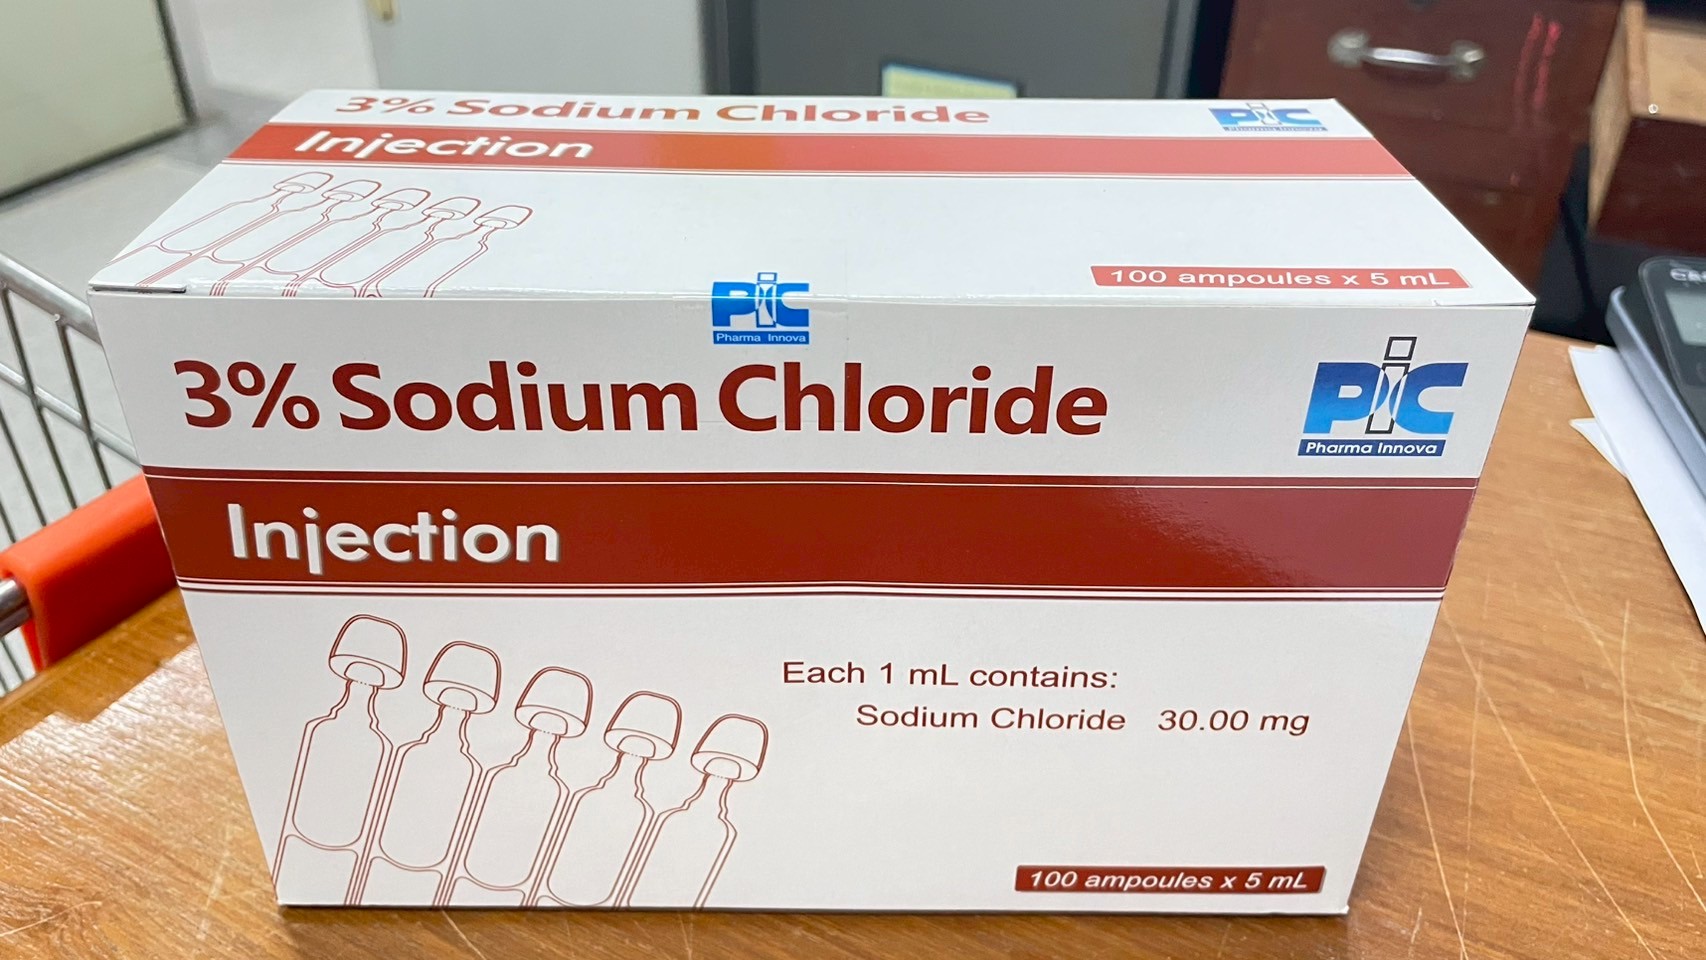 3% Sodium Chloride
PiC
Pharma Innova
Injection
100 ampoules x 5 mL
PiC
Pharma Innova
3% Sodium Chloride
PiC
Pharma Innova
Injection
Each 1 mL contains:
Sodium Chloride 30.00 mg
100 ampoules x 5 mL